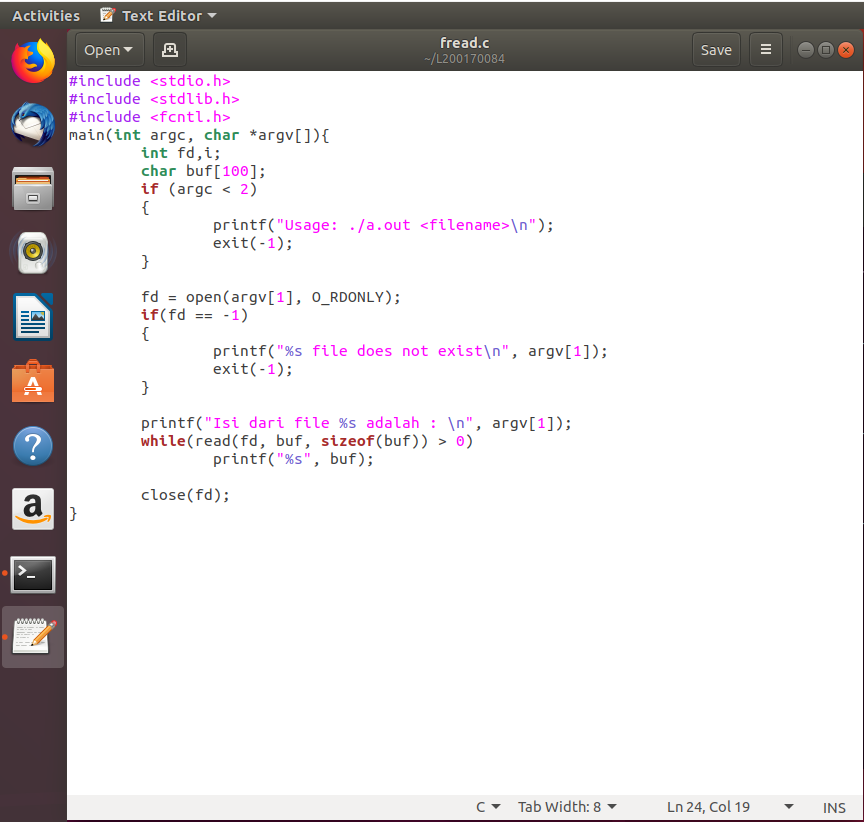 Activities Text Editor
Open fread.c Save
~/L200170084
#include <stdio.h>
#include <stdlib.h>
#include <fcntl.h>
main(int argc, char *argv[]){
        int fd,i;
        char buf[100];
        if (argc < 2)
        {
                printf("Usage: ./a.out <filename>\n");
                exit(-1);
        }

        fd = open(argv[1], O_RDONLY);
        if(fd == -1)
        {
                printf("%s file does not exist\n", argv[1]);
                exit(-1);
        }

        printf("Isi dari file %s adalah : \n", argv[1]);
        while(read(fd, buf, sizeof(buf)) > 0)
                printf("%s", buf);

        close(fd);
}
C Tab Width: 8 Ln 24, Col 19 INS